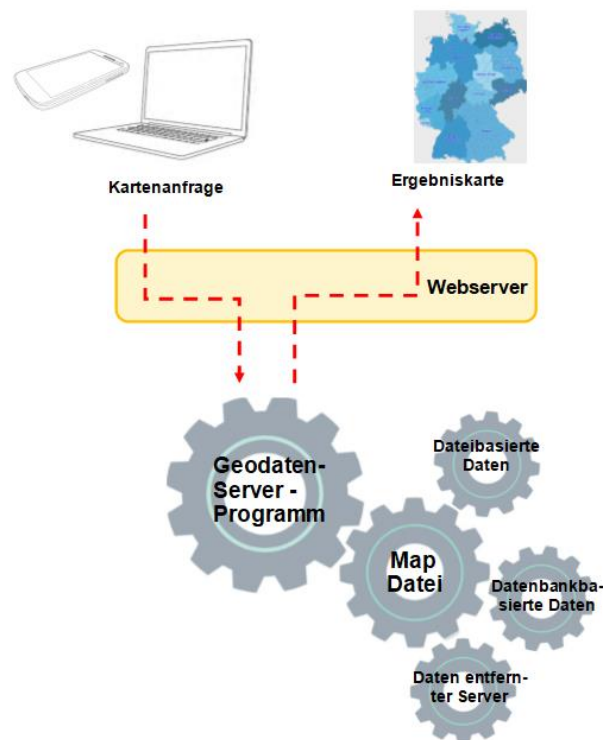 Kartenanfrage
Ergebniskarte
Webserver
Geodaten-
Server -
Programm
Dateibasierte
Daten
Map
Datei
Datenbankba-
sierte Daten
Daten entfern-
ter Server